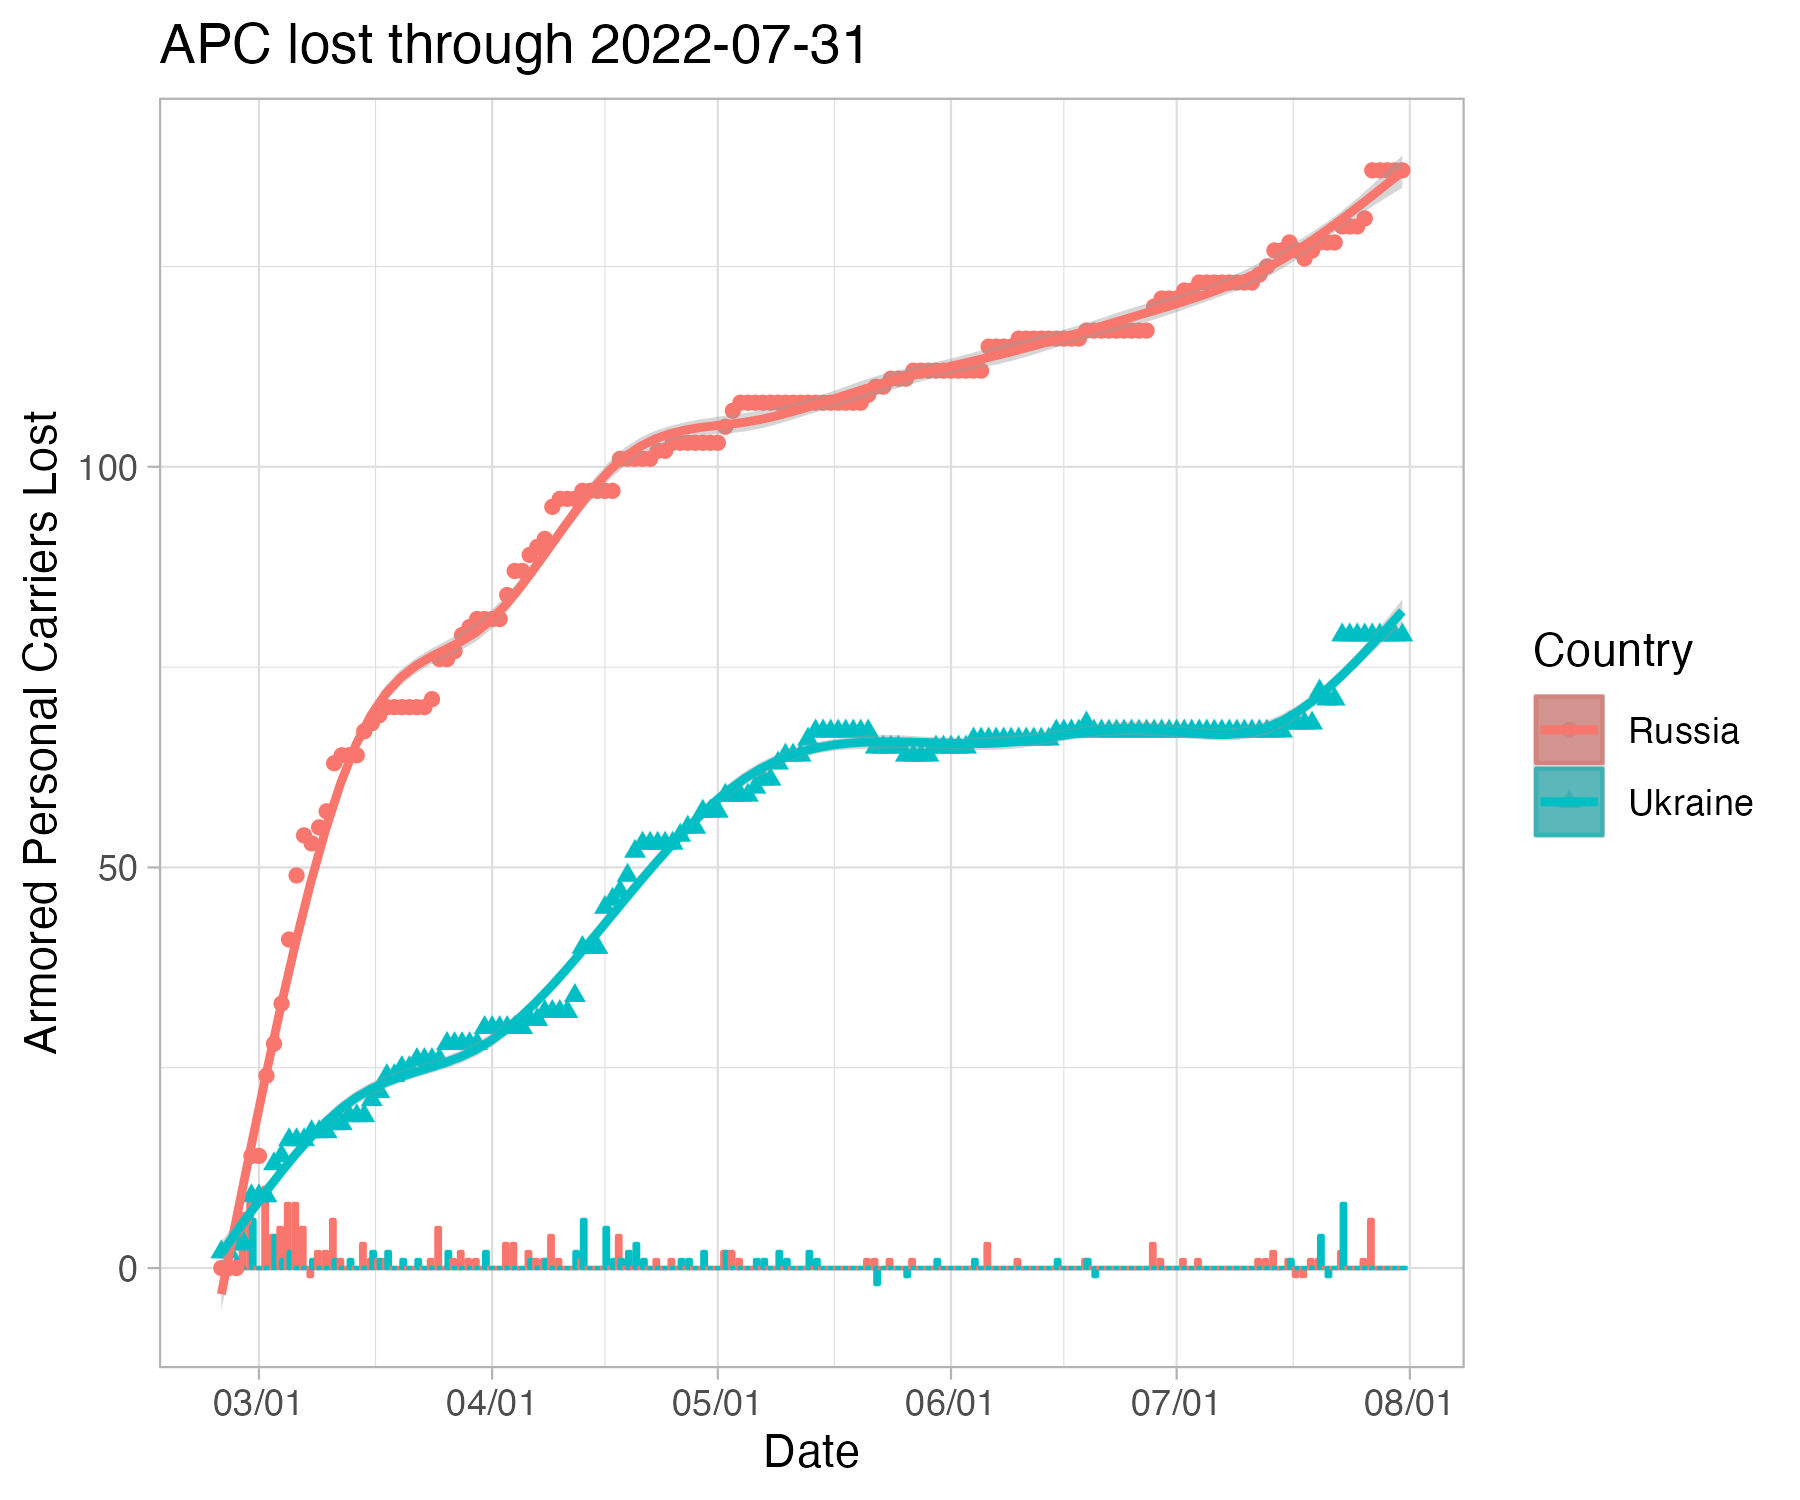 APC lost through 2022-07-31
Armored Personal Carriers Lost
100
50
0
03/01
04/01
05/01
06/01
07/01
08/01
Date
Country
Russia
Ukraine